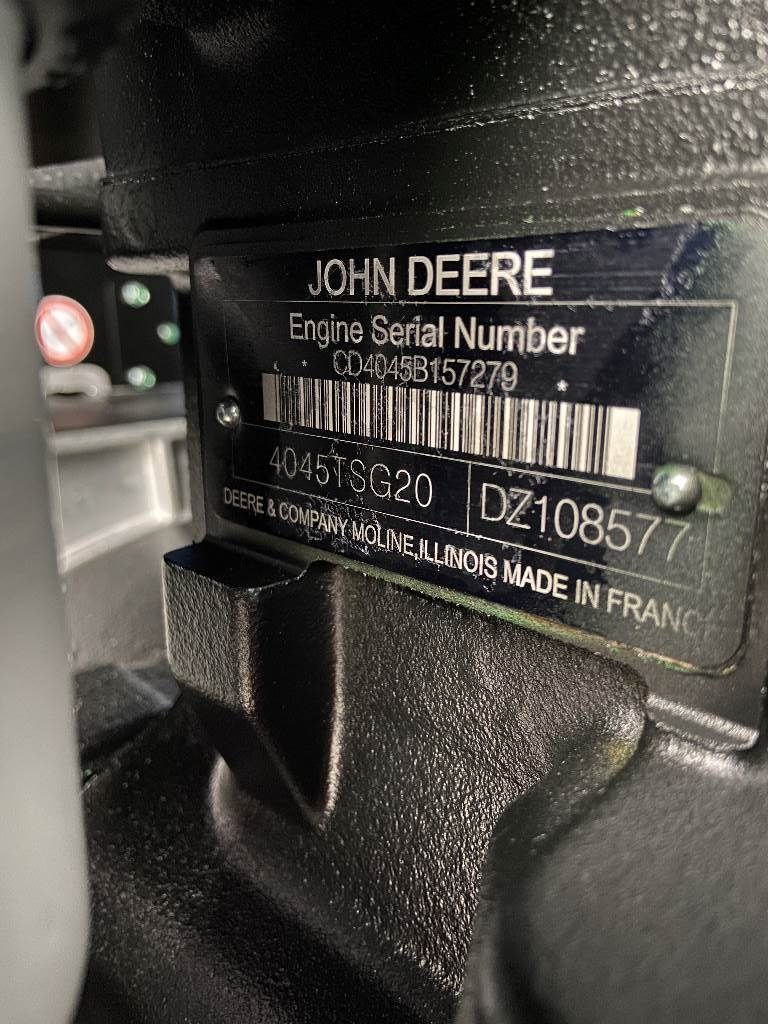 JOHN DEERE
Engine Serial Number
* CD4045B157279 *
4045TSG20
DZ108577
DEERE & COMPANY MOLINE, ILLINOIS MADE IN FRANC